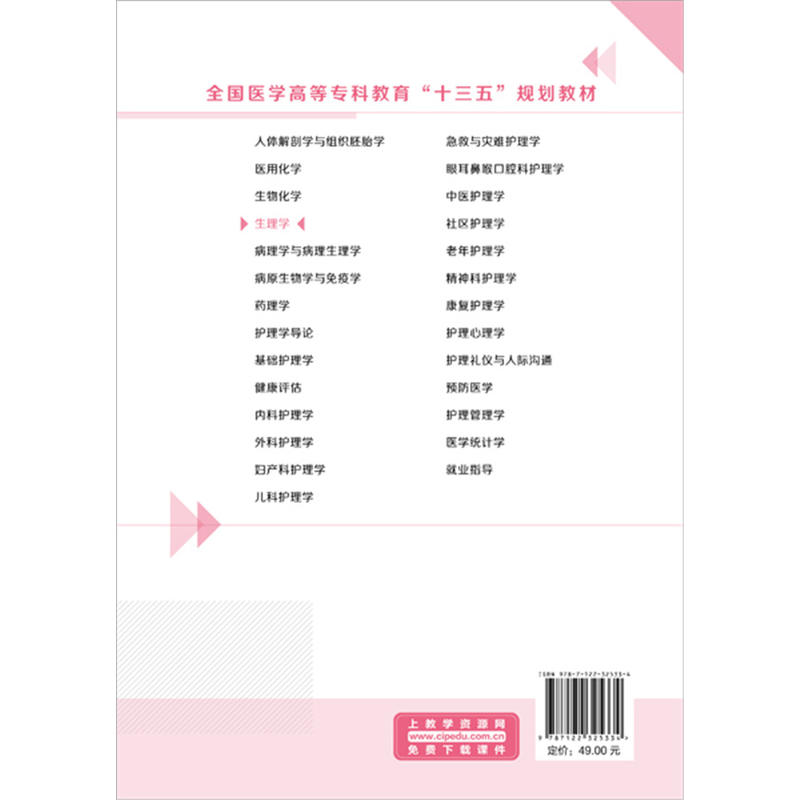 全国医学高等专科教育“十三五”规划教材
人体解剖学与组织胚胎学
医用化学
生物化学
生理学
病理学与病理生理学
病原生物学与免疫学
药理学
护理学导论
基础护理学
健康评估
内科护理学
外科护理学
妇产科护理学
儿科护理学
急救与灾难护理学
眼耳鼻喉口腔科护理学
中医护理学
社区护理学
老年护理学
精神科护理学
康复护理学
护理心理学
护理礼仪与人际沟通
预防医学
护理管理学
医学统计学
就业指导
上教学资源网
www.cipedu.com.cn
免费下载课件
9 787122 325334 >
定价：49.00 元